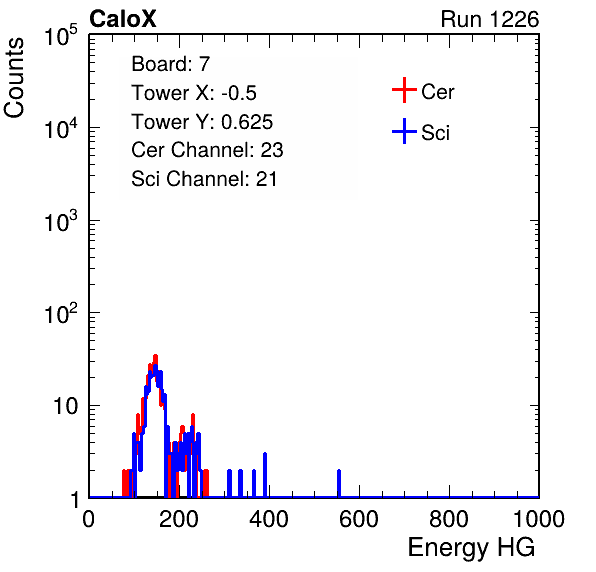 CaloX
Run 1226
Counts
10^5
10^4
10^3
10^2
10
1
Board: 7
Tower X: -0.5
Tower Y: 0.625
Cer Channel: 23
Sci Channel: 21
Cer
Sci
0 200 400 600 800 1000
Energy HG